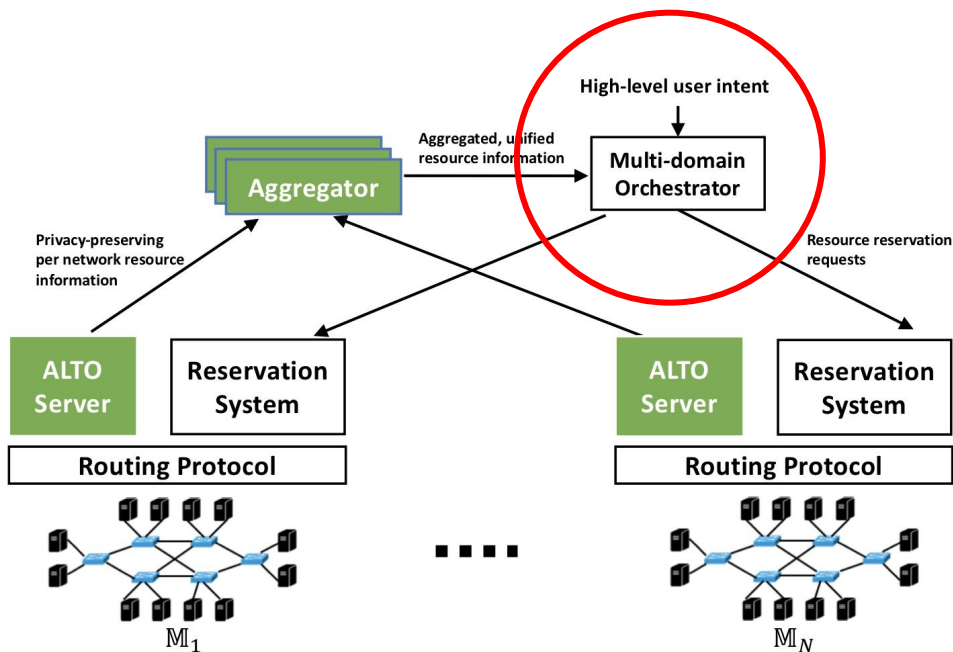 High-level user intent
Aggregated, unified
resource information
Multi-domain
Orchestrator
Aggregator
Privacy-preserving
per network resource
information
Resource reservation
requests
ALTO
Server
Reservation
System
ALTO
Server
Reservation
System
Routing Protocol
Routing Protocol
𝕄1
𝕄N